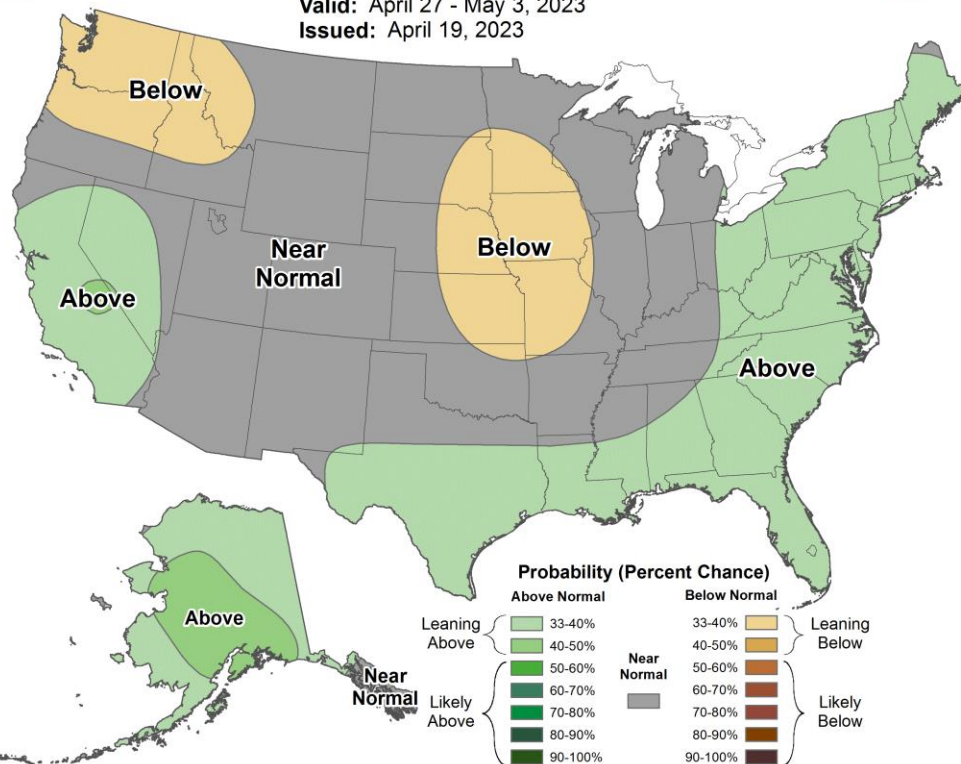 Valid: April 27 - May 3, 2023
Issued: April 19, 2023
Below
Near
Normal
Below
Above
Above
Above
Near
Normal
Probability (Percent Chance)
Above Normal
Below Normal
Leaning
Above
33-40%
40-50%
Likely
Above
50-60%
60-70%
70-80%
80-90%
90-100%
Near
Normal
33-40%
40-50%
Leaning
Below
50-60%
60-70%
70-80%
80-90%
90-100%
Likely
Below